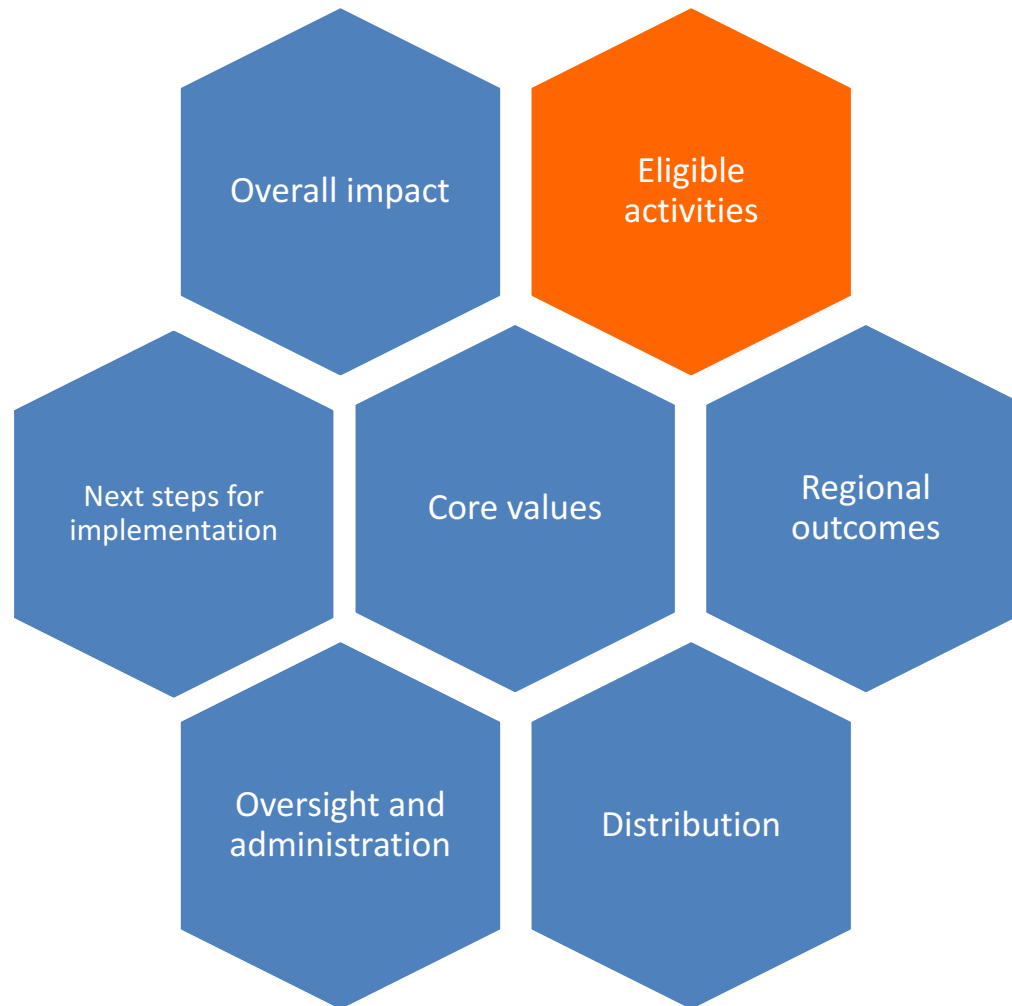 Overall impact
Eligible
activities
Next steps for
implementation
Core values
Regional
outcomes
Oversight and
administration
Distribution